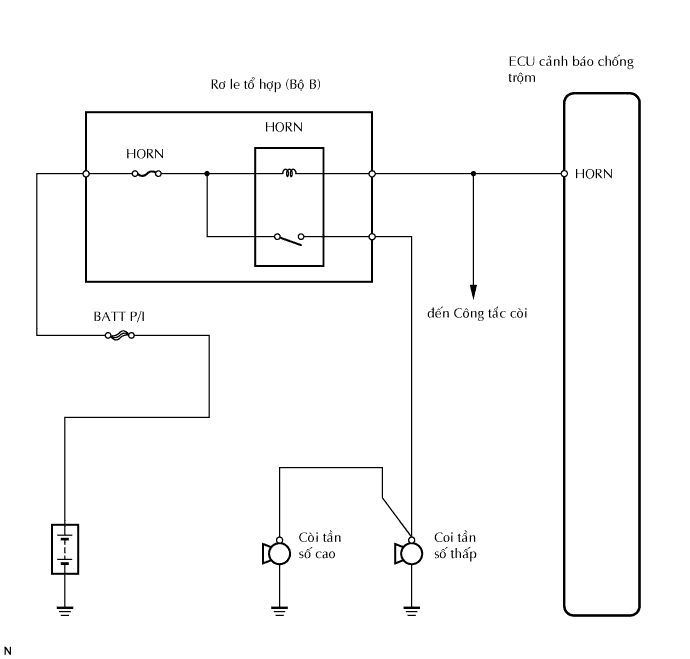 ECU cảnh báo chống
trộm
Rơ le tổ hợp (Bộ B)
HORN
HORN
HORN
BATT P/I
đến Công tắc còi
Còi tần
số cao
Coi tần
số thấp
N